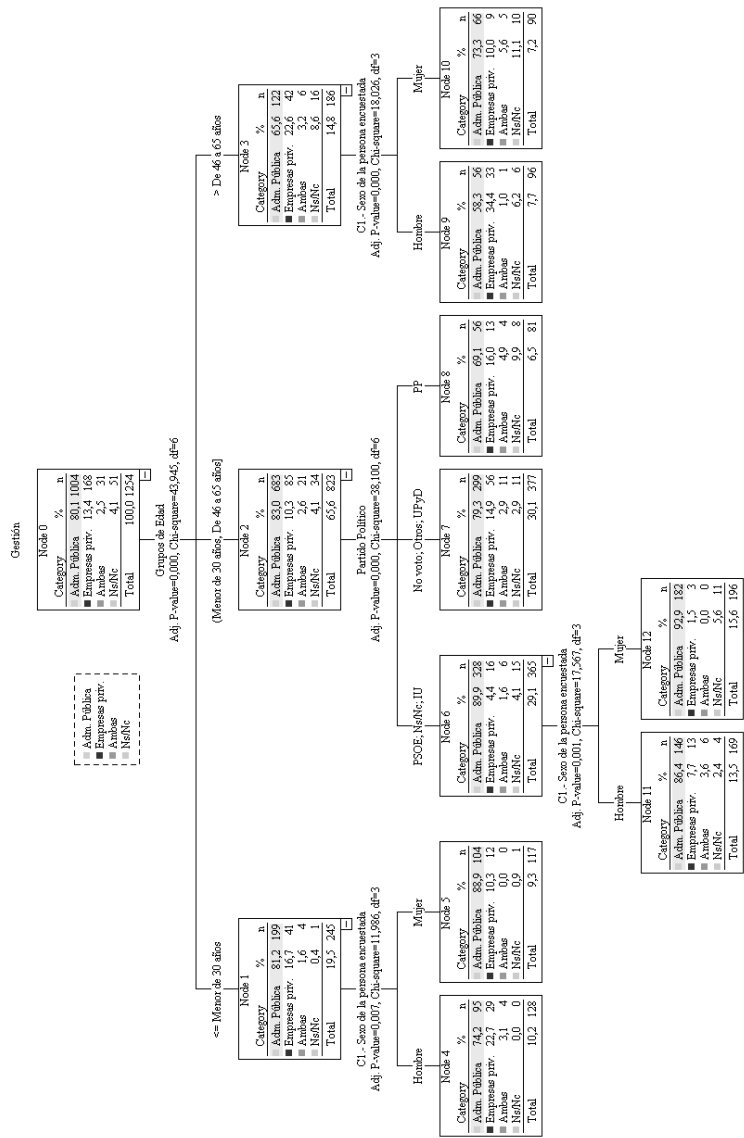 Gestión
Adm. Pública
Empresas priv.
Ambas
Ns/Nc
Node 0
Category % n
Adm. Pública 80,1 1004
Empresas priv. 13,4 168
Ambas 2,5 31
Ns/Nc 4,1 51
Total 100,0 1254
Grupos de Edad
Adj. P-value=0,000, Chi-square=43,945, df=6
<= Menor de 30 años
(Menor de 30 años, De 46 a 65 años]
> De 46 a 65 años
Node 1
Category % n
Adm. Pública 81,2 199
Empresas priv. 16,7 41
Ambas 1,6 4
Ns/Nc 0,4 1
Total 19,5 245
C1.- Sexo de la persona encuestada
Adj. P-value=0,007, Chi-square=11,986, df=3
Node 2
Category % n
Adm. Pública 83,0 683
Empresas priv. 10,3 85
Ambas 2,6 21
Ns/Nc 4,1 34
Total 65,6 823
Partido Político
Adj. P-value=0,000, Chi-square=38,100, df=6
Node 3
Category % n
Adm. Pública 65,6 122
Empresas priv. 22,6 42
Ambas 3,2 6
Ns/Nc 8,6 16
Total 14,8 186
C1.- Sexo de la persona encuestada
Adj. P-value=0,000, Chi-square=18,026, df=3
Hombre
Node 4
Category % n
Adm. Pública 74,2 95
Empresas priv. 22,7 29
Ambas 3,1 4
Ns/Nc 0,0 0
Total 10,2 128
Mujer
Node 5
Category % n
Adm. Pública 88,9 104
Empresas priv. 10,3 12
Ambas 0,0 0
Ns/Nc 0,9 1
Total 9,3 117
PSOE; Ns/Nc; IU
Node 6
Category % n
Adm. Pública 89,9 328
Empresas priv. 4,4 16
Ambas 1,6 6
Ns/Nc 4,1 15
Total 29,1 365
C1.- Sexo de la persona encuestada
Adj. P-value=0,001, Chi-square=17,567, df=3
No voto; Otros; UPyD
Node 7
Category % n
Adm. Pública 79,3 299
Empresas priv. 14,9 56
Ambas 2,9 11
Ns/Nc 2,9 11
Total 30,1 377
PP
Node 8
Category % n
Adm. Pública 69,1 56
Empresas priv. 16,0 13
Ambas 4,9 4
Ns/Nc 9,9 8
Total 6,5 81
Hombre
Node 9
Category % n
Adm. Pública 58,3 56
Empresas priv. 34,4 33
Ambas 1,0 1
Ns/Nc 6,2 6
Total 7,7 96
Mujer
Node 10
Category % n
Adm. Pública 73,3 66
Empresas priv. 10,0 9
Ambas 5,6 5
Ns/Nc 11,1 10
Total 7,2 90
Hombre
Node 11
Category % n
Adm. Pública 86,4 146
Empresas priv. 7,7 13
Ambas 3,6 6
Ns/Nc 2,4 4
Total 13,5 169
Mujer
Node 12
Category % n
Adm. Pública 92,9 182
Empresas priv. 1,5 3
Ambas 0,0 0
Ns/Nc 5,6 11
Total 15,6 196